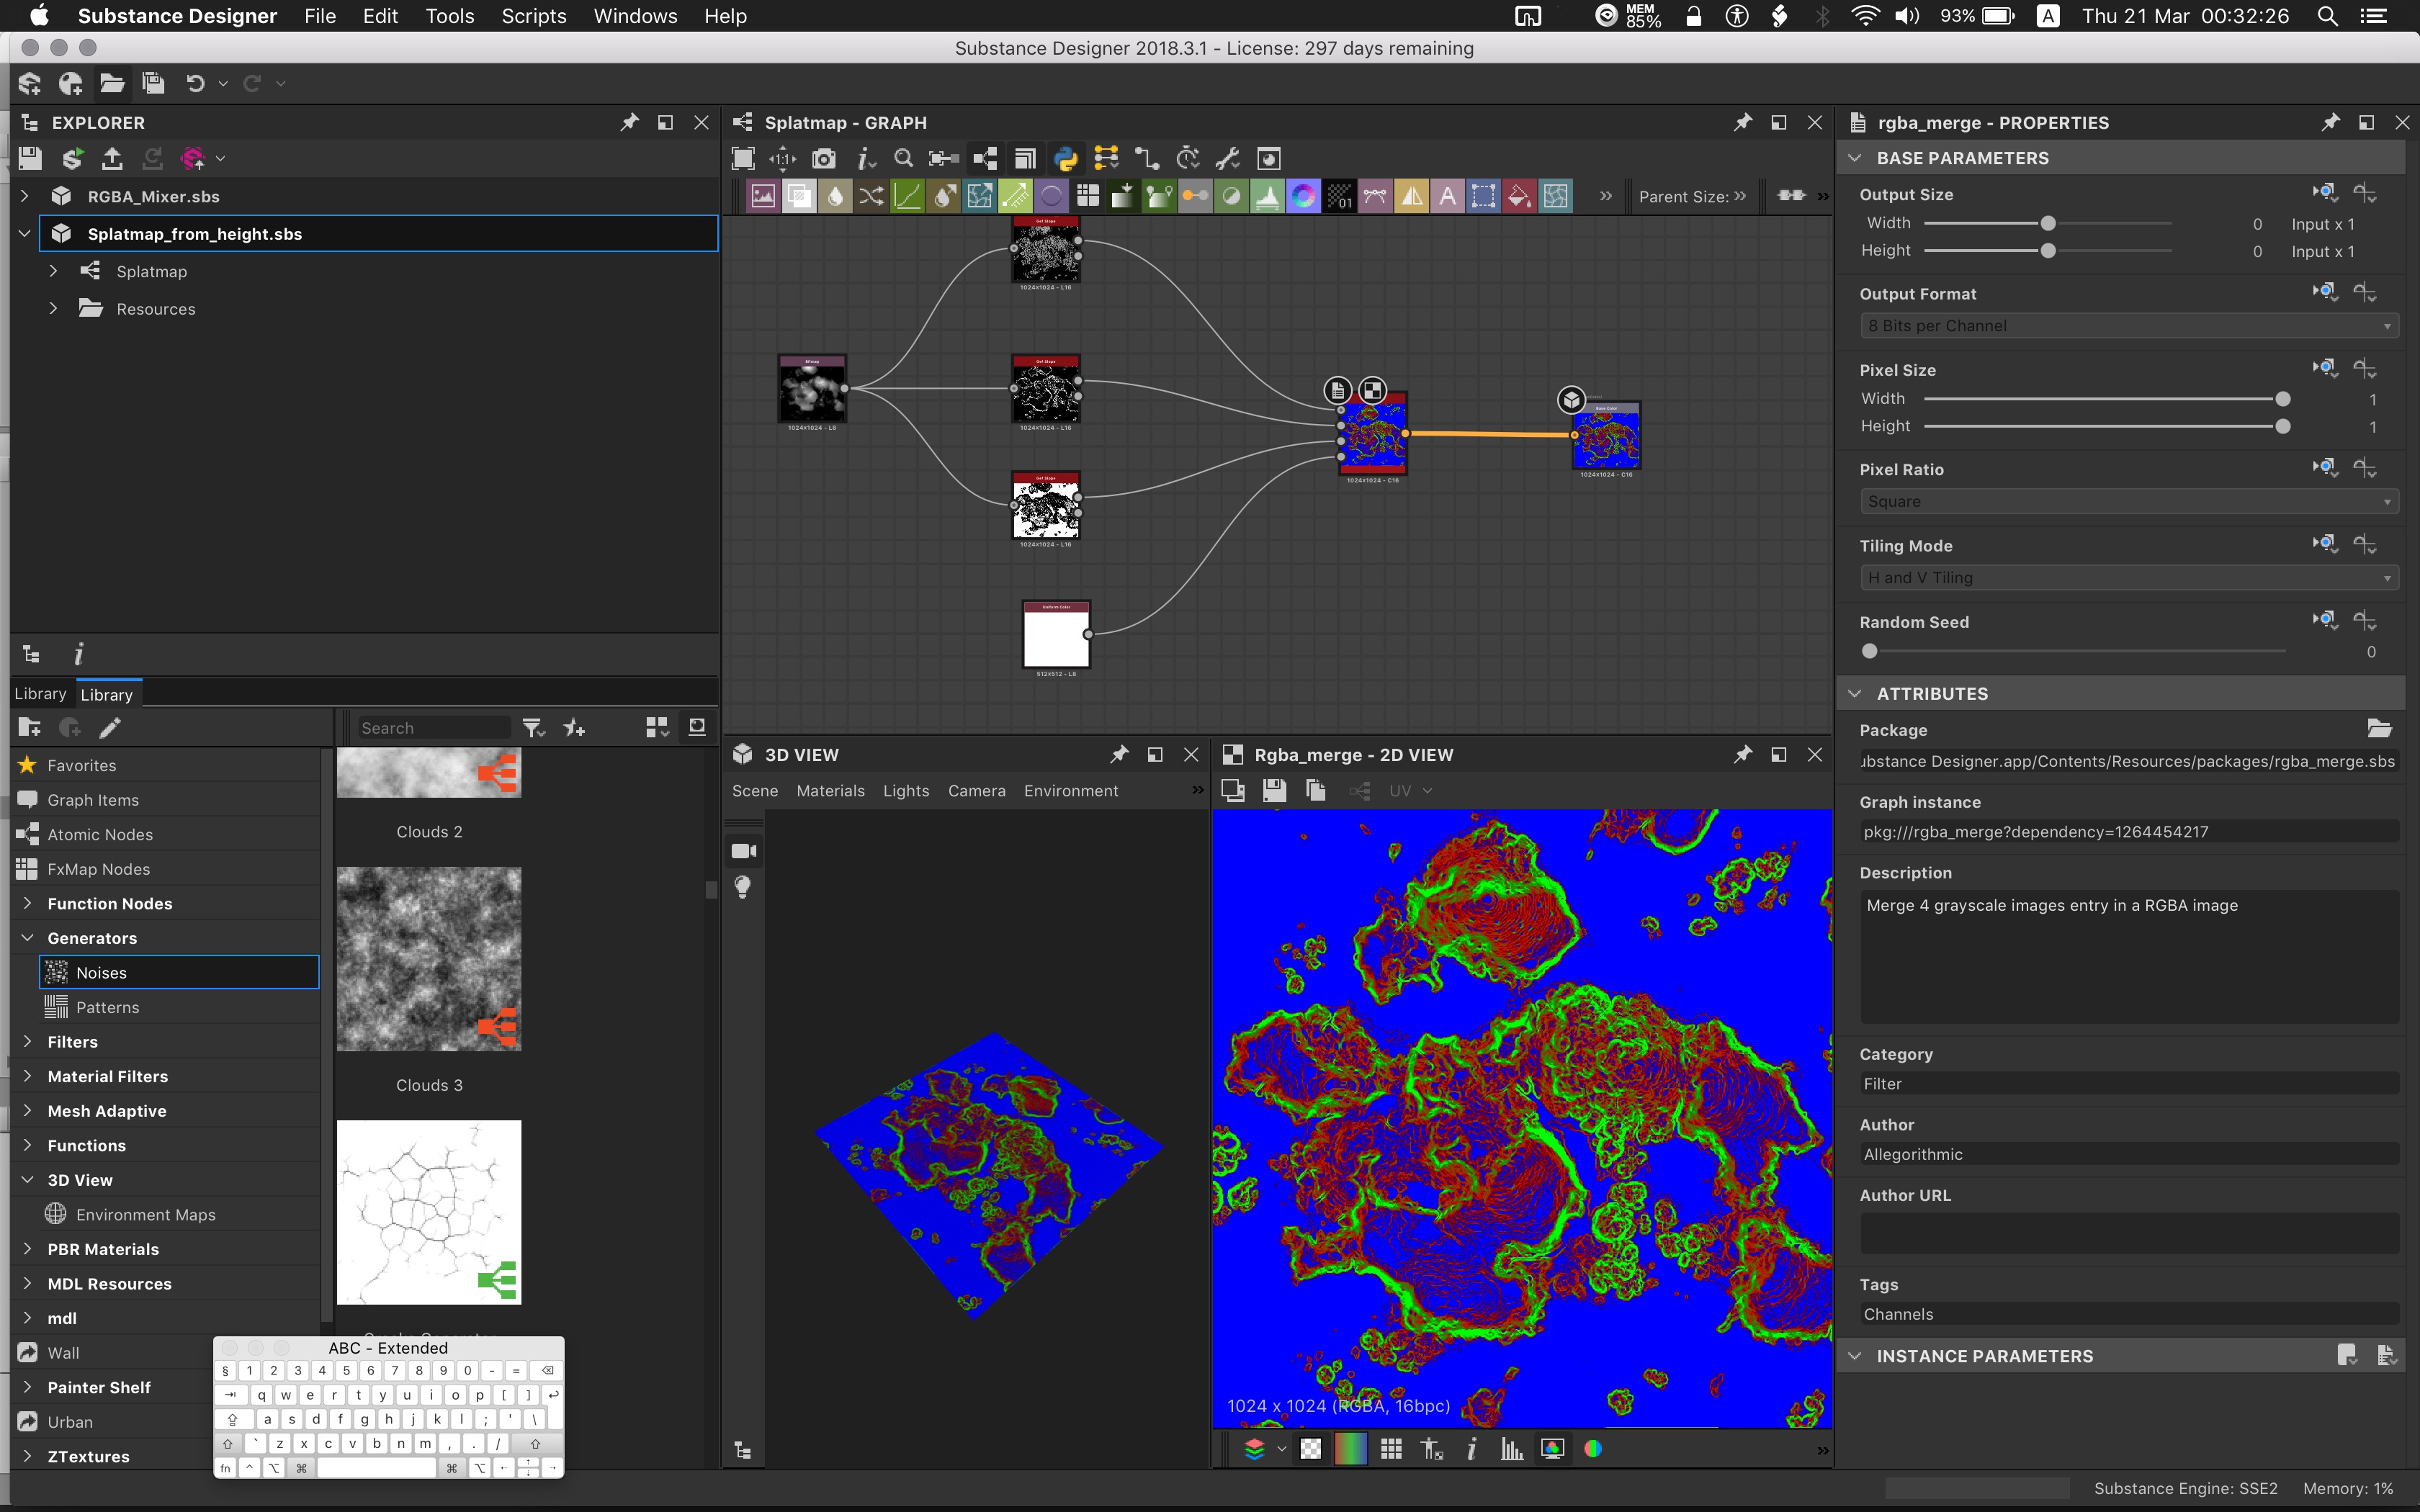 Substance Designer File Edit Tools Scripts Windows Help
MEM 85% 93% A Thu 21 Mar 00:32:26
Substance Designer 2018.3.1 - License: 297 days remaining
EXPLORER
RGBA_Mixer.sbs
Splatmap_from_height.sbs
Splatmap
Resources
Splatmap - GRAPH
1:1
01
A
Parent Size:
1024x1024 - L16
Bitmap
1024x1024 - L8
1024x1024 - L16
1024x1024 - L16
Uniform Color
512x512 - L8
1024x1024 - C16
Base Color
1024x1024 - C16
Library Library
Search
Favorites
Graph Items
Atomic Nodes
FxMap Nodes
Function Nodes
Generators
Noises
Patterns
Filters
Material Filters
Mesh Adaptive
Functions
3D View
Environment Maps
PBR Materials
MDL Resources
mdl
Wall
Painter Shelf
Urban
ZTextures
Clouds 2
Clouds 3
ABC - Extended
§ 1 2 3 4 5 6 7 8 9 0 - =
q w e r t y u i o p [ ]
a s d f g h j k l ; ' \
` z x c v b n m , . /
fn ^ ⌥ ⌘ ⌘ ⌥
3D VIEW
Scene Materials Lights Camera Environment
Rgba_merge - 2D VIEW
UV
1024 x 1024 (RGBA, 16bpc)
rgba_merge - PROPERTIES
BASE PARAMETERS
Output Size
Width 0 Input x 1
Height 0 Input x 1
Output Format
8 Bits per Channel
Pixel Size
Width 1
Height 1
Pixel Ratio
Square
Tiling Mode
H and V Tiling
Random Seed
0
ATTRIBUTES
Package
ubstance Designer.app/Contents/Resources/packages/rgba_merge.sbs
Graph instance
pkg:///rgba_merge?dependency=1264454217
Description
Merge 4 grayscale images entry in a RGBA image
Category
Filter
Author
Allegorithmic
Author URL
Tags
Channels
INSTANCE PARAMETERS
Substance Engine: SSE2 Memory: 1%